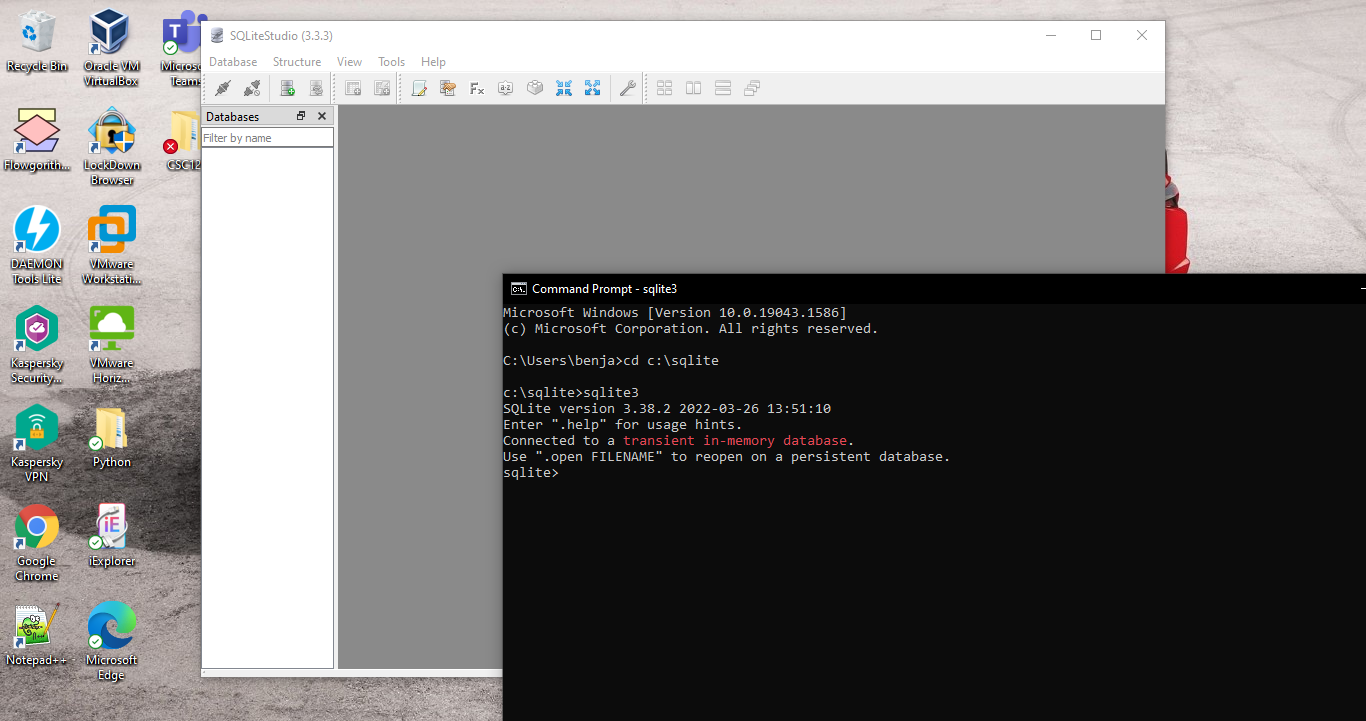 Recycle Bin
Oracle VM
VirtualBox
Microso
Team
Flowgorith...
LockDown
Browser
CSC12
DAEMON
Tools Lite
VMware
Workstati...
Kaspersky
Security...
VMware
Horiz...
Kaspersky
VPN
Python
Google
Chrome
iExplorer
Notepad++
Microsoft
Edge
SQLiteStudio (3.3.3)
Database Structure View Tools Help
Databases
Filter by name
Command Prompt - sqlite3
Microsoft Windows [Version 10.0.19043.1586]
(c) Microsoft Corporation. All rights reserved.
C:\Users\benja>cd c:\sqlite
c:\sqlite>sqlite3
SQLite version 3.38.2 2022-03-26 13:51:10
Enter ".help" for usage hints.
Connected to a transient in-memory database.
Use ".open FILENAME" to reopen on a persistent database.
sqlite>